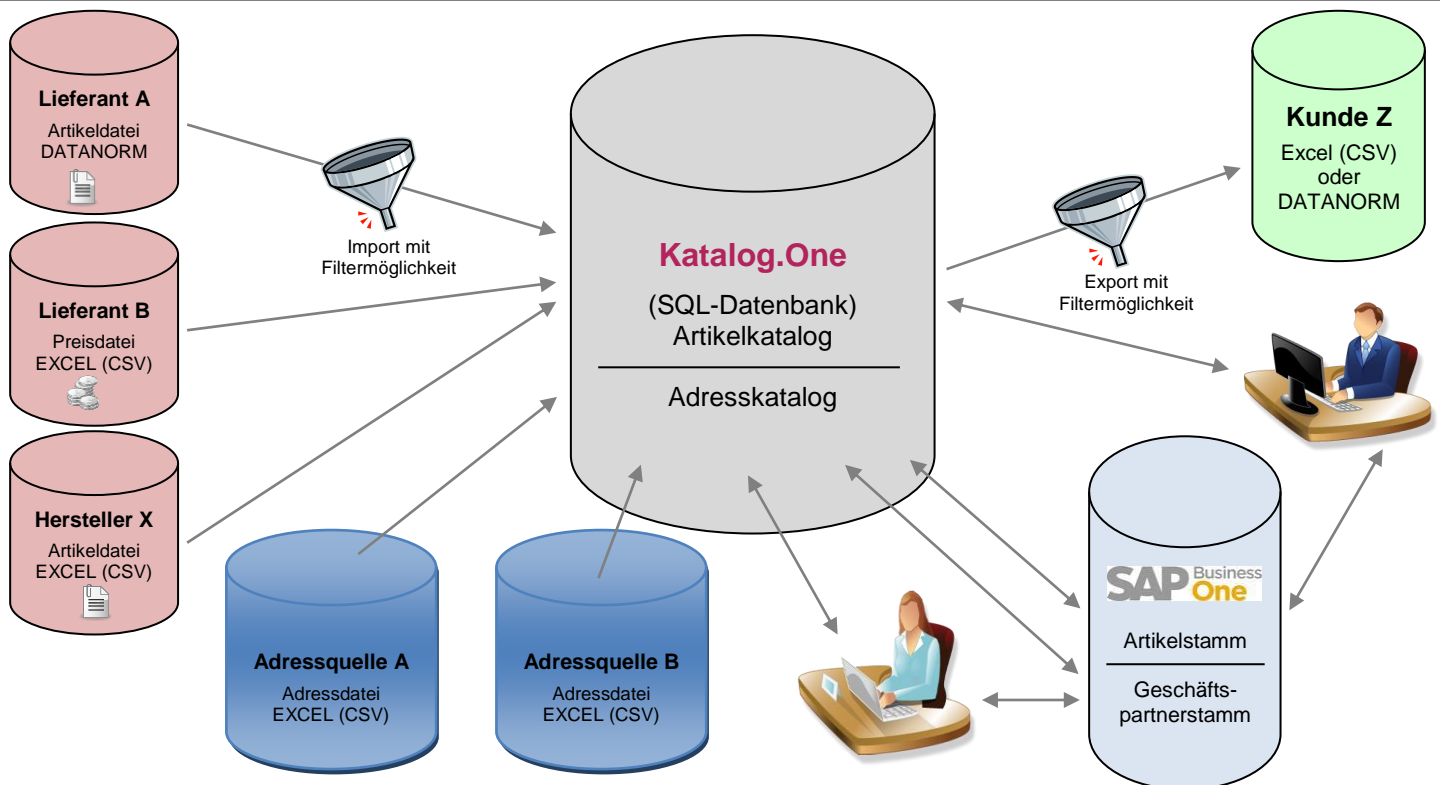 Lieferant A
Artikeldatei
DATANORM
Lieferant B
Preisdatei
EXCEL (CSV)
Hersteller X
Artikeldatei
EXCEL (CSV)
Import mit
Filtermöglichkeit
Adressquelle A
Adressdatei
EXCEL (CSV)
Adressquelle B
Adressdatei
EXCEL (CSV)
Katalog.One
(SQL-Datenbank)
Artikelkatalog
Adresskatalog
Export mit
Filtermöglichkeit
Kunde Z
Excel (CSV)
oder
DATANORM
SAP Business
One
Artikelstamm
Geschäfts-
partnerstamm